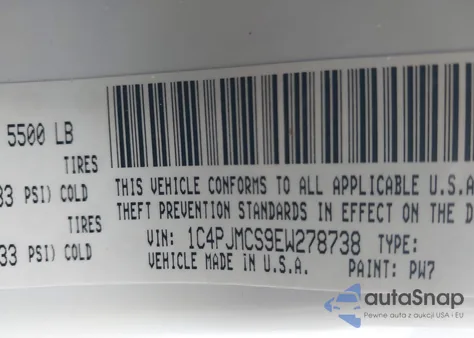 5500 LB
TIRES
33 PSI) COLD
TIRES
33 PSI) COLD
THIS VEHICLE CONFORMS TO ALL APPLICABLE U.S.A
THEFT PREVENTION STANDARDS IN EFFECT ON THE D
VIN: 1C4PJMCS9EW278738 TYPE:
VEHICLE MADE IN U.S.A. PAINT: PW7
autoSnap
Pewne auta z aukcji USA • EU